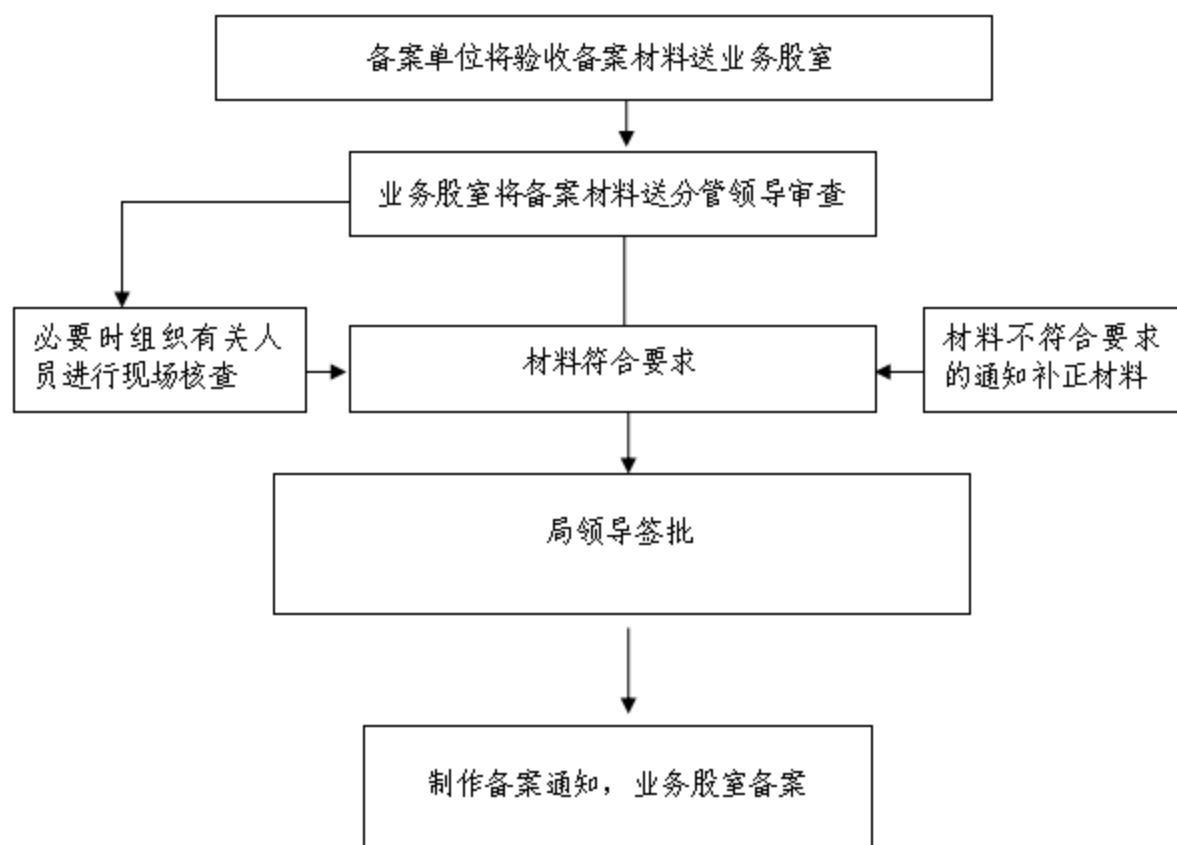 备案单位将验收备案材料送业务股室
业务股室将备案材料送分管领导审查
必要时组织有关人
员进行现场核查
材料符合要求
材料不符合要求
的通知补正材料
局领导签批
制作备案通知，业务股室备案